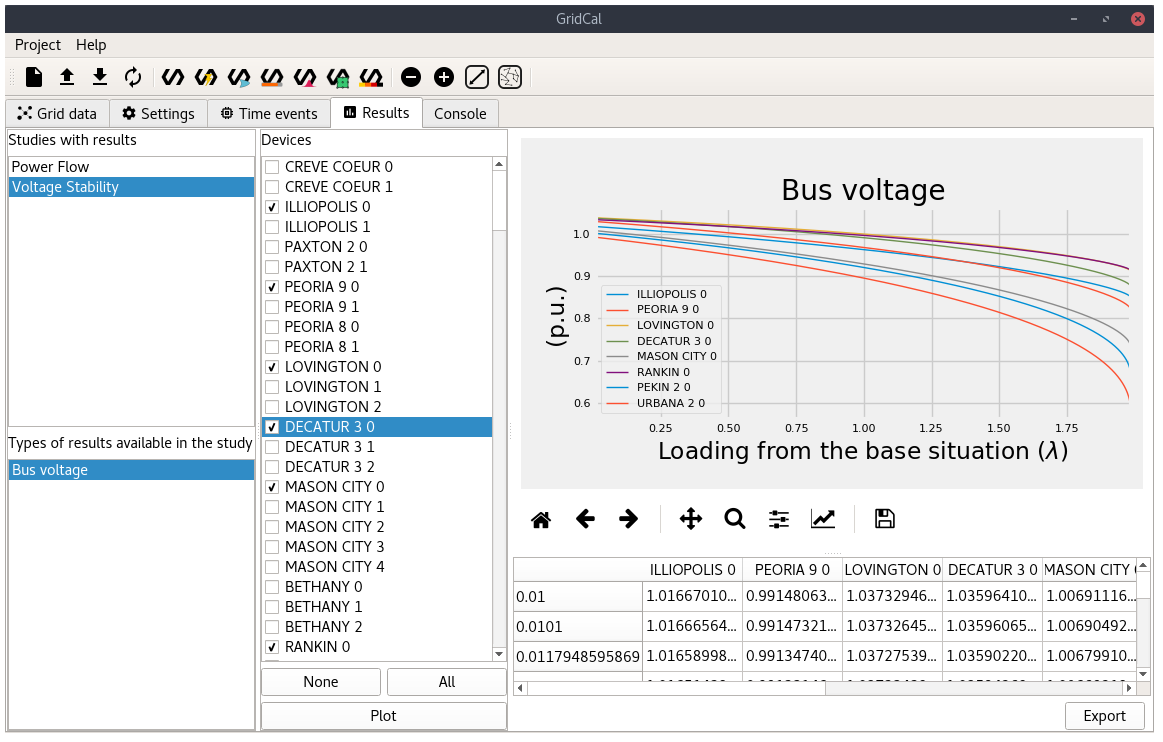 GridCal
Project Help
Grid data Settings Time events Results Console
Studies with results
Power Flow
Voltage Stability
Types of results available in the study
Bus voltage
Devices
CREVE COEUR 0
CREVE COEUR 1
ILLIOPOLIS 0
ILLIOPOLIS 1
PAXTON 2 0
PAXTON 2 1
PEORIA 9 0
PEORIA 9 1
PEORIA 8 0
PEORIA 8 1
LOVINGTON 0
LOVINGTON 1
LOVINGTON 2
DECATUR 3 0
DECATUR 3 1
DECATUR 3 2
MASON CITY 0
MASON CITY 1
MASON CITY 2
MASON CITY 3
MASON CITY 4
BETHANY 0
BETHANY 1
BETHANY 2
RANKIN 0
None All
Plot
Bus voltage
(p.u.)
1.0
0.9
0.8
0.7
0.6
ILLIOPOLIS 0
PEORIA 9 0
LOVINGTON 0
DECATUR 3 0
MASON CITY 0
RANKIN 0
PEKIN 2 0
URBANA 2 0
0.25 0.50 0.75 1.00 1.25 1.50 1.75
Loading from the base situation (λ)
ILLIOPOLIS 0 PEORIA 9 0 LOVINGTON 0 DECATUR 3 0 MASON CITY
0.01 1.01667010... 0.99148063... 1.03732946... 1.03596410... 1.00691116...
0.0101 1.01666564... 0.99147321... 1.03732645... 1.03596065... 1.00690492...
0.0117948595869 1.01658998... 0.99134740... 1.03727539... 1.03590220... 1.00679910...
Export